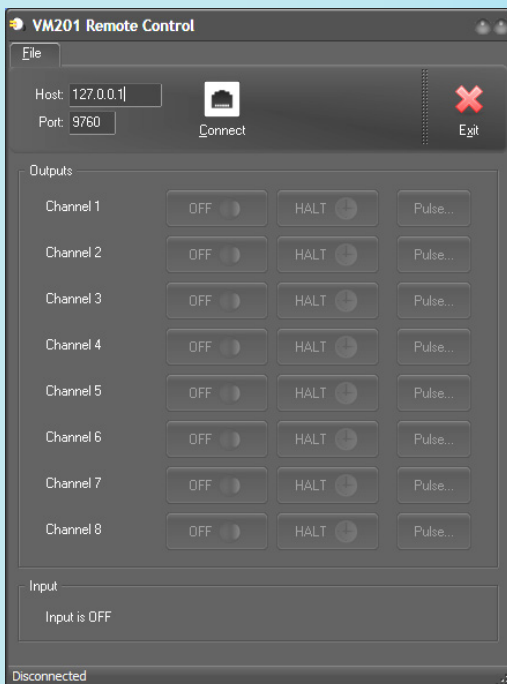 VM201 Remote Control
File
Host: 127.0.0.1
Port: 9760
Connect
Exit
Outputs
Channel 1 OFF HALT Pulse...
Channel 2 OFF HALT Pulse...
Channel 3 OFF HALT Pulse...
Channel 4 OFF HALT Pulse...
Channel 5 OFF HALT Pulse...
Channel 6 OFF HALT Pulse...
Channel 7 OFF HALT Pulse...
Channel 8 OFF HALT Pulse...
Input
Input is OFF
Disconnected